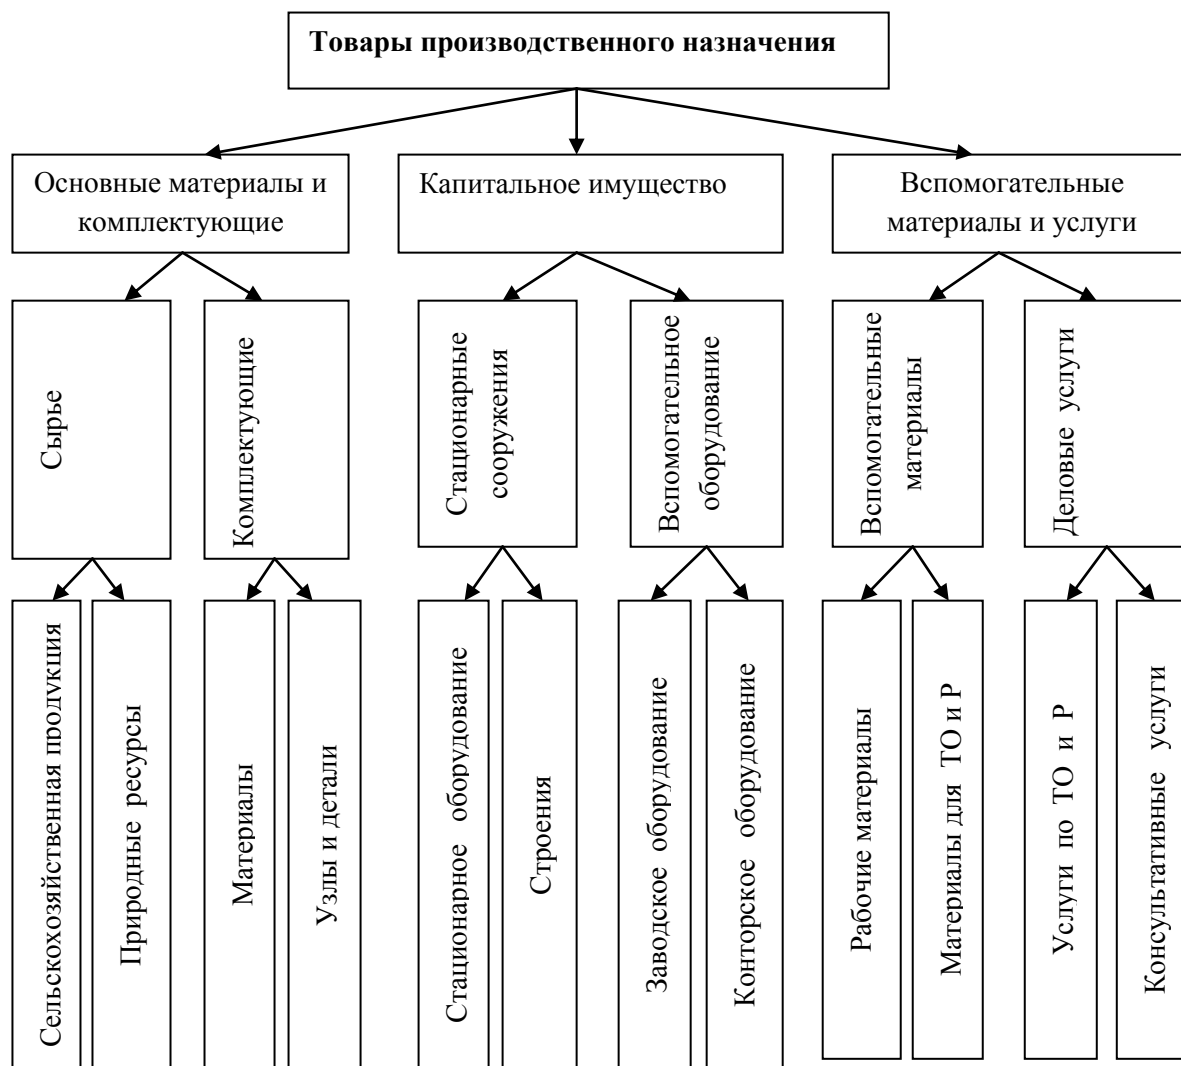 Товары производственного назначения
Основные материалы и
комплектующие
Капитальное имущество
Вспомогательные
материалы и услуги
Сырье
Комплектующие
Стационарные
сооружения
Вспомогательное
оборудование
Вспомогательные
материалы
Деловые услуги
Сельскохозяйственная продукция
Природные ресурсы
Материалы
Узлы и детали
Стационарное оборудование
Строения
Заводское оборудование
Конторское оборудование
Рабочие материалы
Материалы для ТО и Р
Услуги по ТО и Р
Консультативные услуги